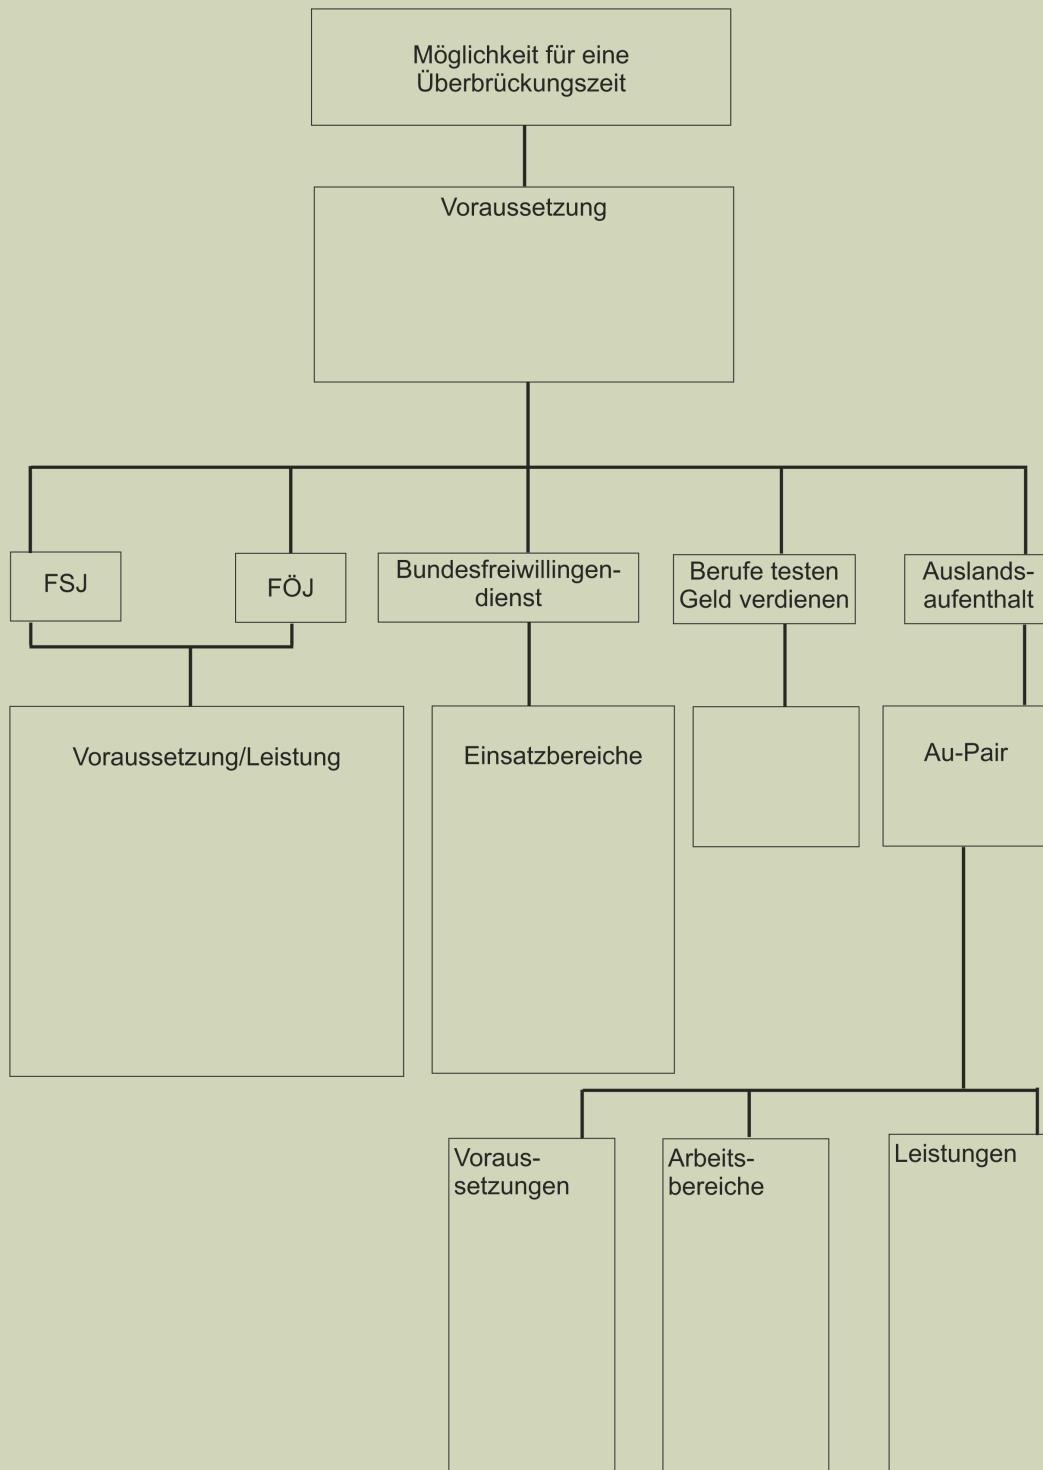 Möglichkeit für eine
Überbrückungszeit
Voraussetzung
FSJ
FÖJ
Bundesfreiwillingen-
dienst
Berufe testen
Geld verdienen
Auslands-
aufenthalt
Voraussetzung/Leistung
Einsatzbereiche
Au-Pair
Voraus-
setzungen
Arbeits-
bereiche
Leistungen